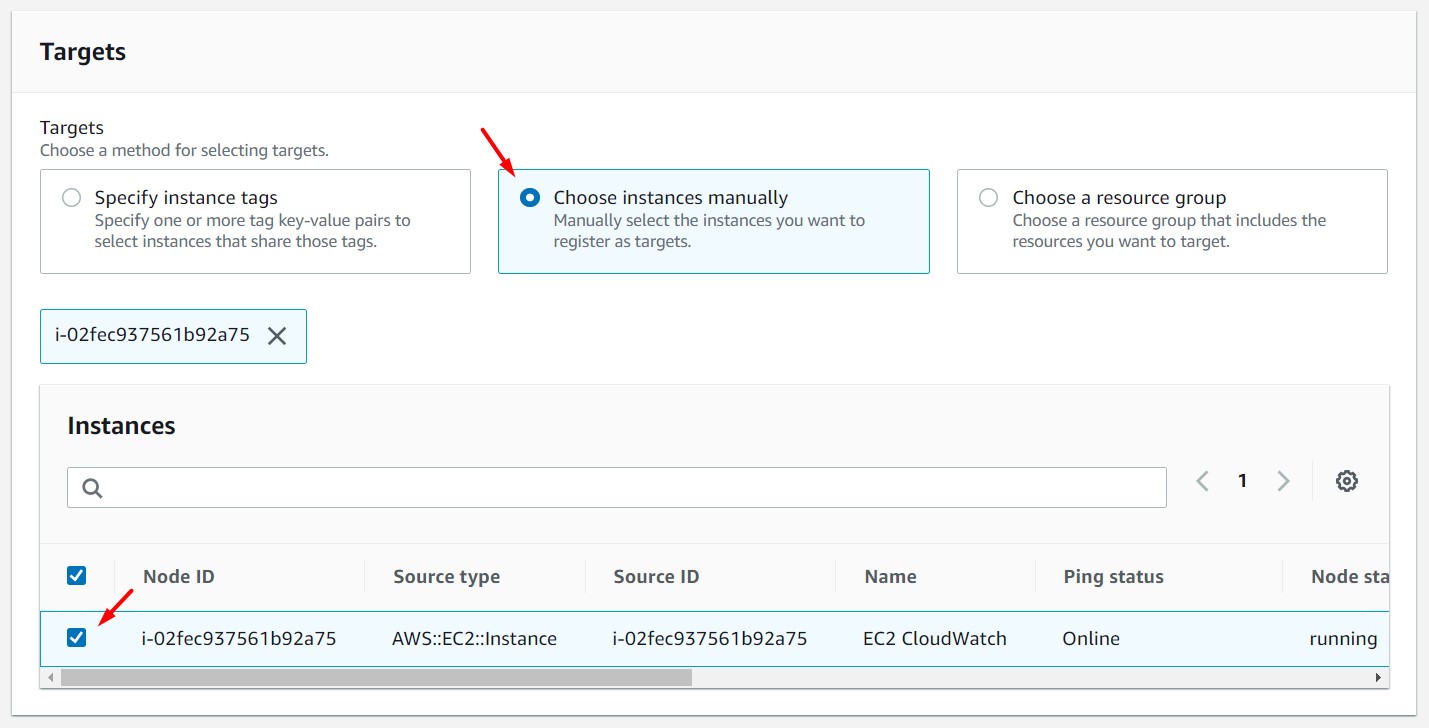 Targets
Targets
Choose a method for selecting targets.
Specify instance tags
Specify one or more tag key-value pairs to
select instances that share those tags.
Choose instances manually
Manually select the instances you want to
register as targets.
Choose a resource group
Choose a resource group that includes the
resources you want to target.
i-02fec937561b92a75
Instances
1
Node ID Source type Source ID Name Ping status Node sta
i-02fec937561b92a75 AWS::EC2::Instance i-02fec937561b92a75 EC2 CloudWatch Online running